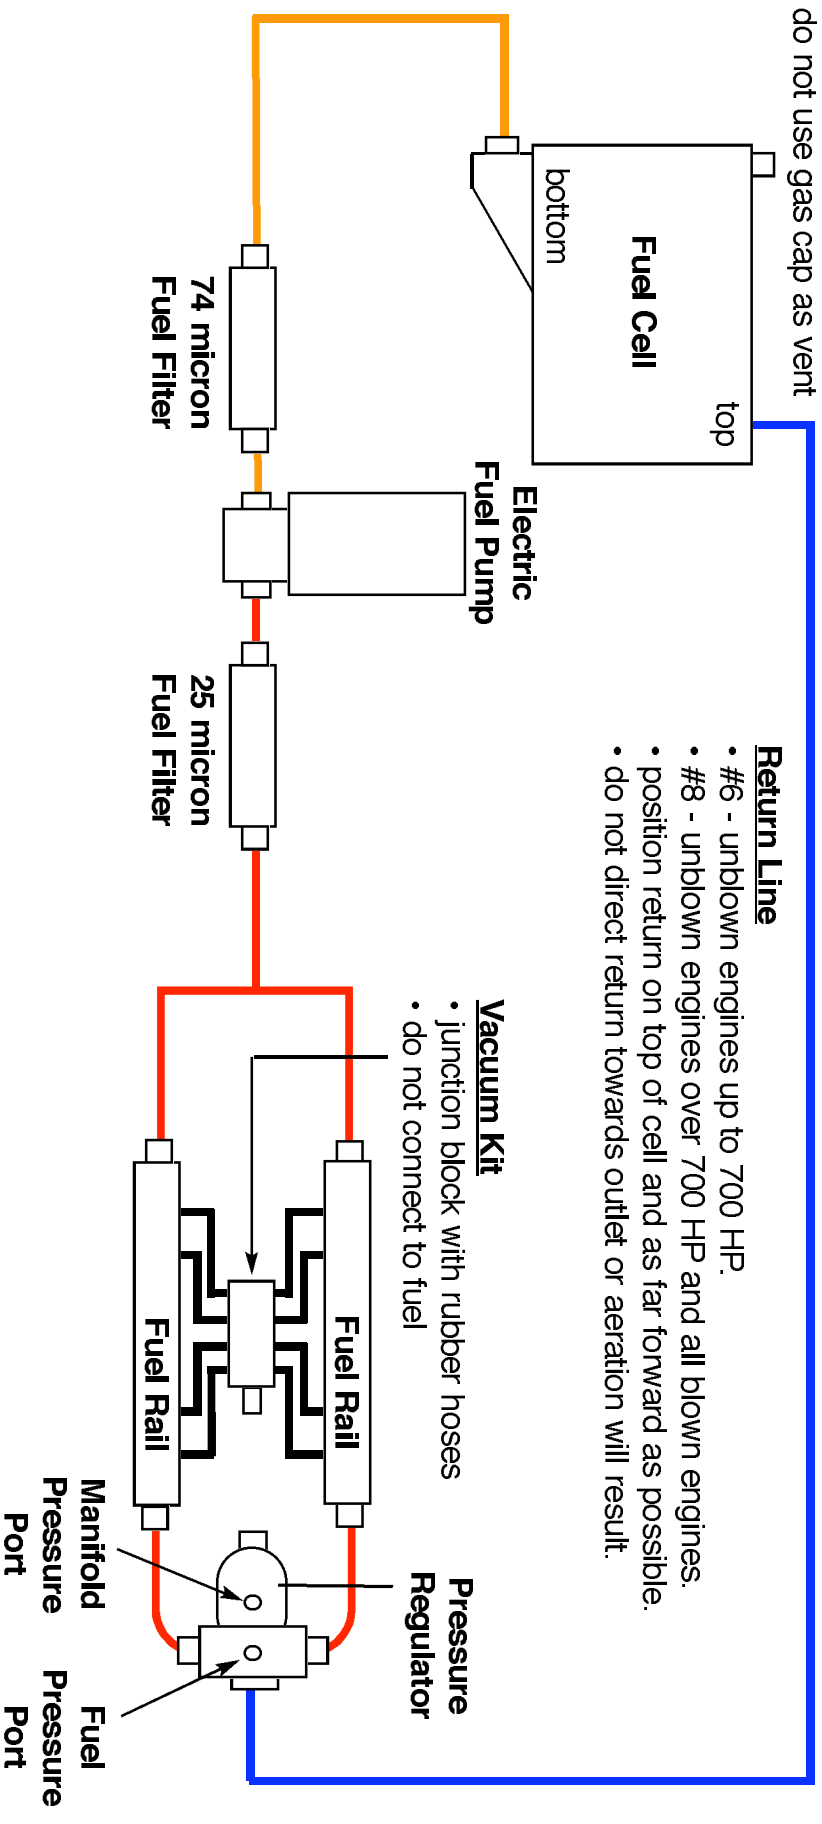 do not use gas cap as vent
Fuel Cell
top
bottom
Return Line
• #6 - unblown engines up to 700 HP.
• #8 - unblown engines over 700 HP and all blown engines.
• position return on top of cell and as far forward as possible.
• do not direct return towards outlet or aeration will result.
Electric
Fuel Pump
74 micron
Fuel Filter
25 micron
Fuel Filter
Vacuum Kit
• junction block with rubber hoses
• do not connect to fuel
Fuel Rail
Fuel Rail
Pressure
Regulator
Manifold
Pressure
Port
Fuel
Pressure
Port